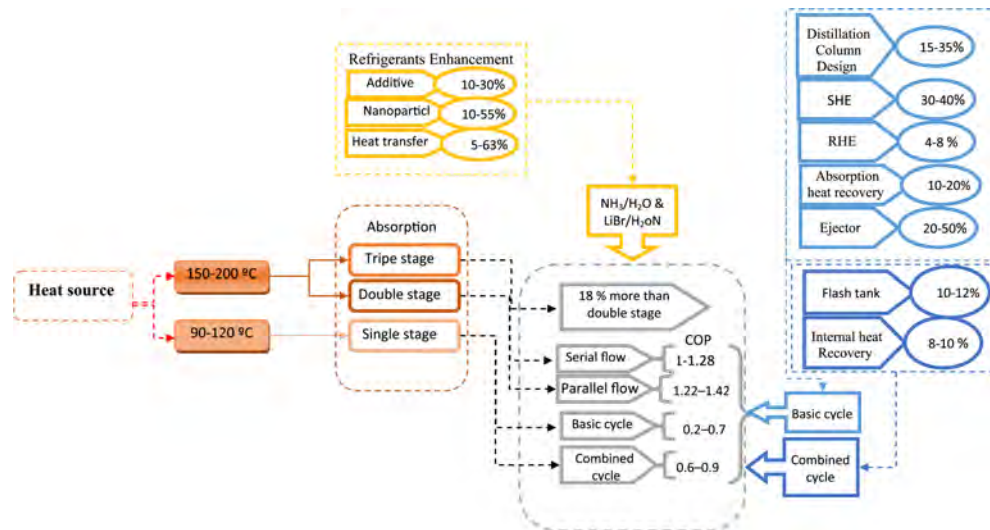 Refrigerants Enhancement
Additive
10-30%
Nanoparticl
10-55%
Heat transfer
5-63%
NH₃/H₂O &
LiBr/H₂oN
Distillation
Column
Design
15-35%
SHE
30-40%
RHE
4-8 %
Absorption
heat recovery
10-20%
Ejector
20-50%
Flash tank
10-12%
Internal heat
Recovery
8-10 %
Heat source
150-200 ºC
90-120 ºC
Absorption
Tripe stage
Double stage
Single stage
18 % more than
double stage
COP
Serial flow
1-1.28
Parallel flow
1.22–1.42
Basic cycle
0.2–0.7
Combined
cycle
0.6–0.9
Basic cycle
Combined
cycle